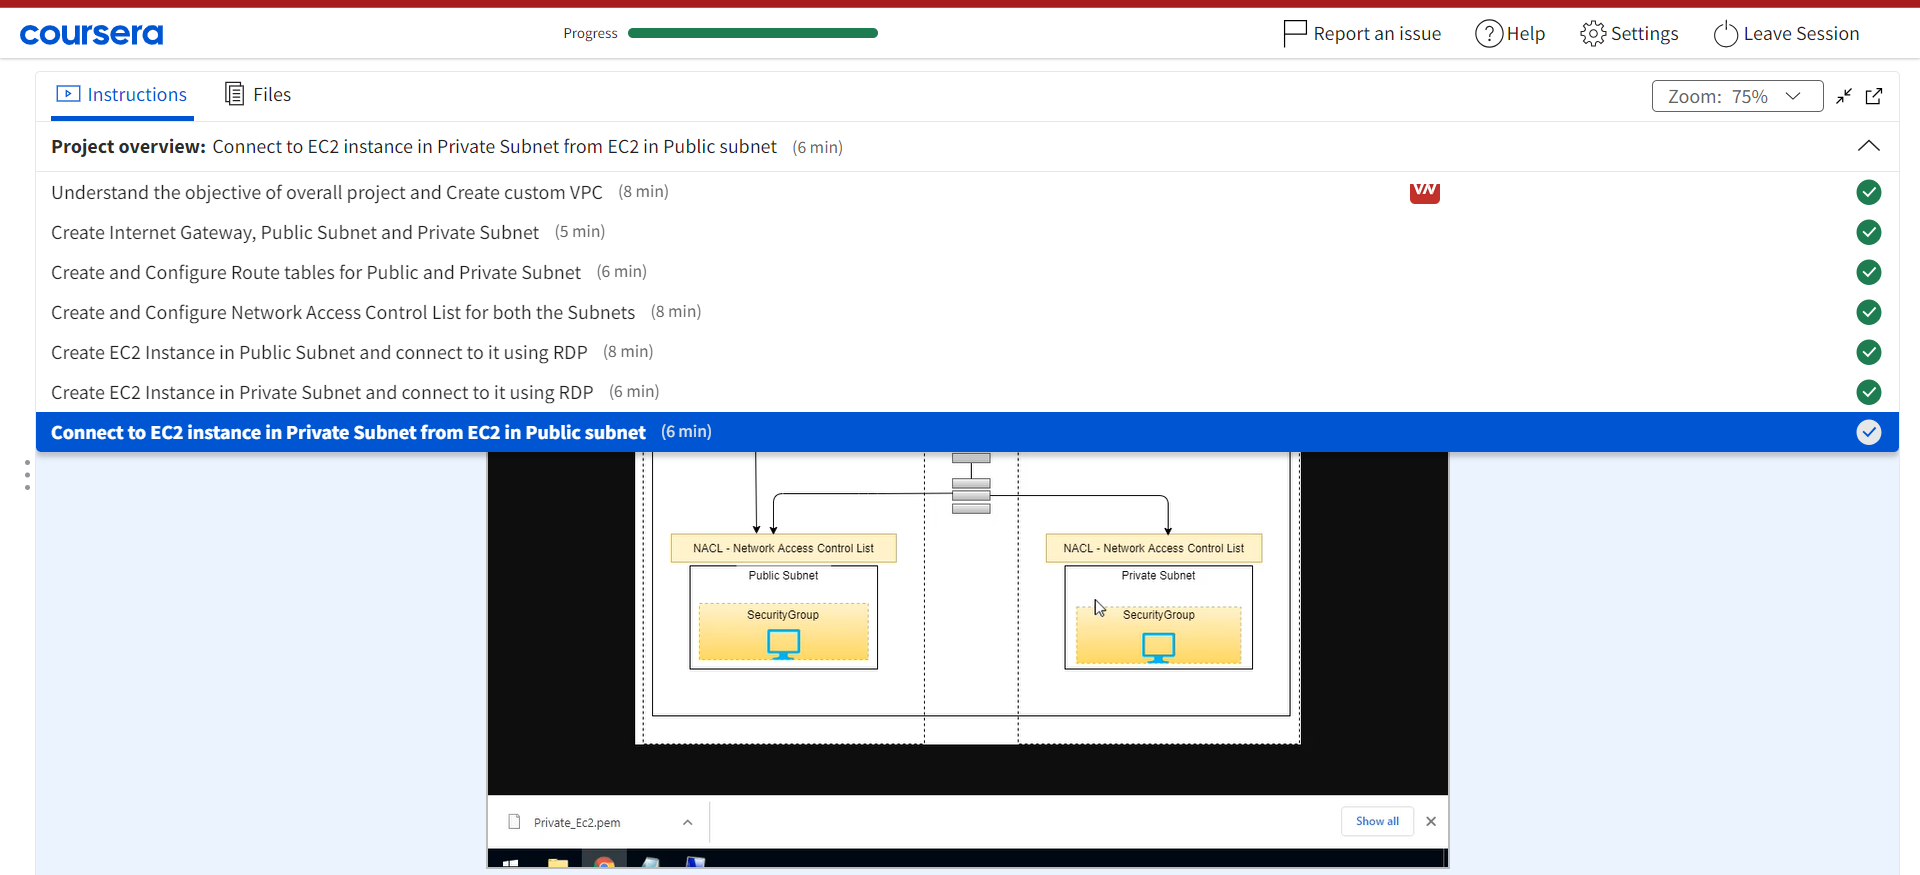 coursera
Progress
Report an issue
Help
Settings
Leave Session
Instructions
Files
Zoom: 75%
Project overview: Connect to EC2 instance in Private Subnet from EC2 in Public subnet (6 min)
Understand the objective of overall project and Create custom VPC (8 min)
Create Internet Gateway, Public Subnet and Private Subnet (5 min)
Create and Configure Route tables for Public and Private Subnet (6 min)
Create and Configure Network Access Control List for both the Subnets (8 min)
Create EC2 Instance in Public Subnet and connect to it using RDP (8 min)
Create EC2 Instance in Private Subnet and connect to it using RDP (6 min)
Connect to EC2 instance in Private Subnet from EC2 in Public subnet (6 min)
NACL - Network Access Control List
NACL - Network Access Control List
Public Subnet
Private Subnet
SecurityGroup
SecurityGroup
Private_Ec2.pem
Show all